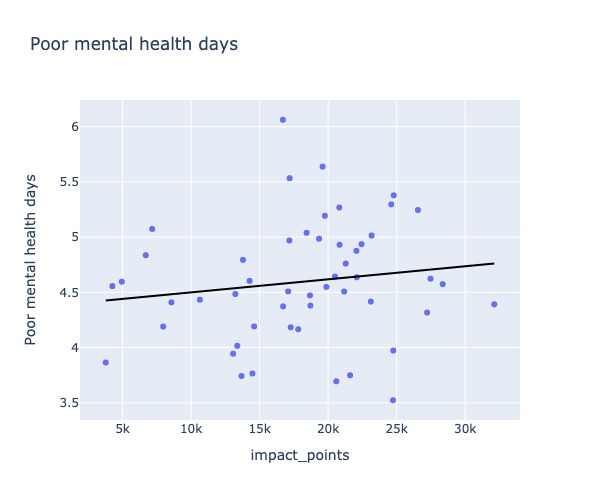 Poor mental health days
Poor mental health days
6
5.5
5
4.5
4
3.5
5k
10k
15k
20k
25k
30k
impact_points